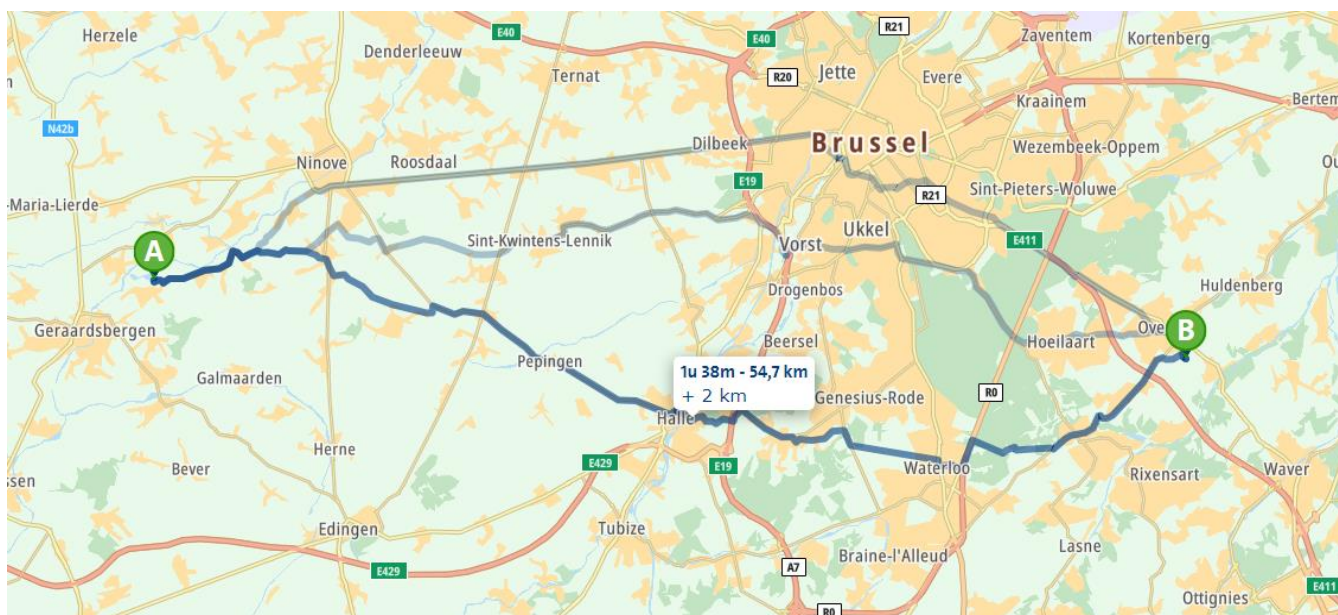 Herzele
E40
Denderleeuw
Ternat
E40
R21
Zaventem
Kortenberg
R20
Jette
Evere
Kraainem
Bertem
N42b
Ninove
Roosdaal
Dilbeek
Brussel
Wezembeek-Oppem
-Maria-Lierde
E19
R21
Sint-Pieters-Woluwe
Sint-Kwintens-Lennik
Ukkel
Vorst
E411
A
Drogenbos
Huldenberg
Geraardsbergen
Beersel
Hoeilaart
Ove
B
Pepingen
Galmaarden
1u 38m - 54,7 km
+ 2 km
Genesius-Rode
R0
Halle
Herne
Bever
E429
E19
Waterloo
Rixensart
Waver
ssen
Edingen
Tubize
Braine-l'Alleud
Lasne
E429
A7
R0
Ottignies
E411